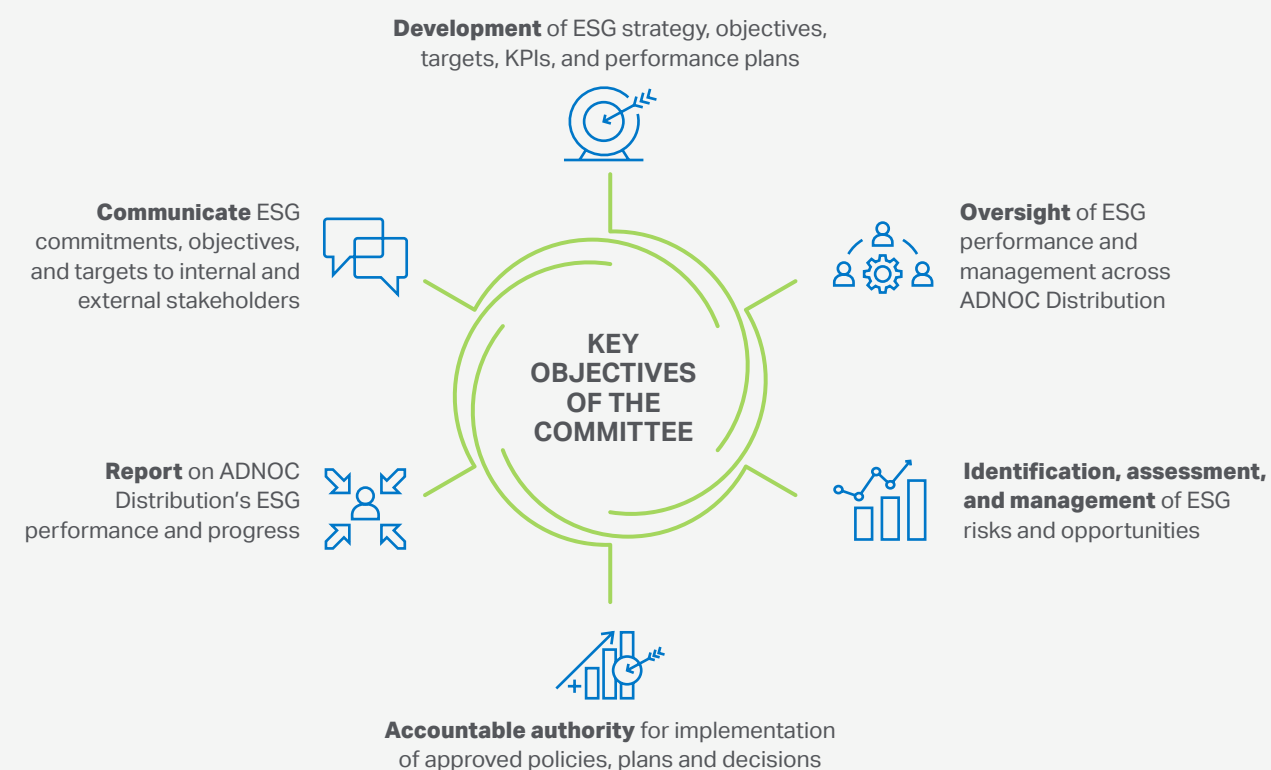 Development of ESG strategy, objectives,
targets, KPIs, and performance plans
Communicate ESG
commitments, objectives,
and targets to internal and
external stakeholders
Oversight of ESG
performance and
management across
ADNOC Distribution
KEY
OBJECTIVES
OF THE
COMMITTEE
Report on ADNOC
Distribution’s ESG
performance and progress
Identification, assessment,
and management of ESG
risks and opportunities
Accountable authority for implementation
of approved policies, plans and decisions